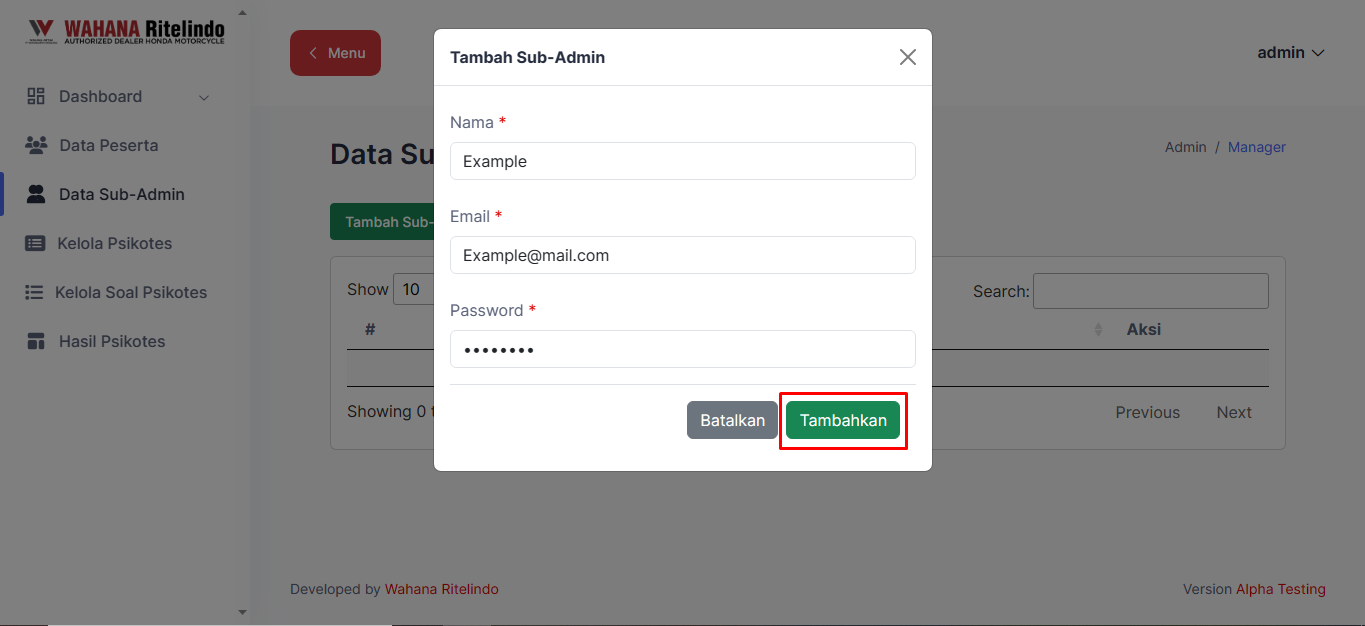 WAHANA Ritelindo
AUTHORIZED DEALER HONDA MOTORCYCLE
Dashboard
Data Peserta
Data Sub-Admin
Kelola Psikotes
Kelola Soal Psikotes
Hasil Psikotes
Menu
admin
Data Su
Admin / Manager
Tambah Sub-
Show 10
Search:
#
Aksi
Showing 0 t
Previous Next
Tambah Sub-Admin
Nama *
Example
Email *
Example@mail.com
Password *
••••••••
Batalkan
Tambahkan
Developed by Wahana Ritelindo
Version Alpha Testing